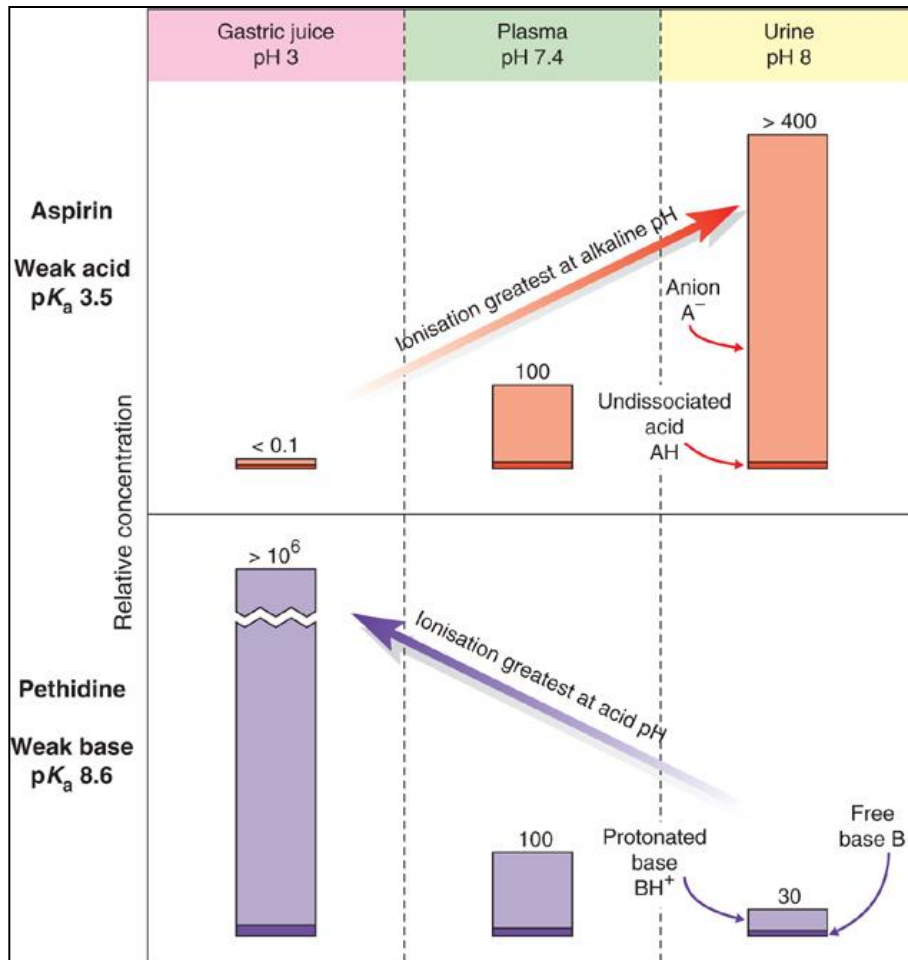 Gastric juice
pH 3
Plasma
pH 7.4
Urine
pH 8
Aspirin
Weak acid
pKa 3.5
Relative concentration
< 0.1
100
> 400
Ionisation greatest at alkaline pH
Anion
A⁻
Undissociated
acid
AH
Pethidine
Weak base
pKa 8.6
> 10⁶
100
30
Ionisation greatest at acid pH
Protonated
base
BH⁺
Free
base B